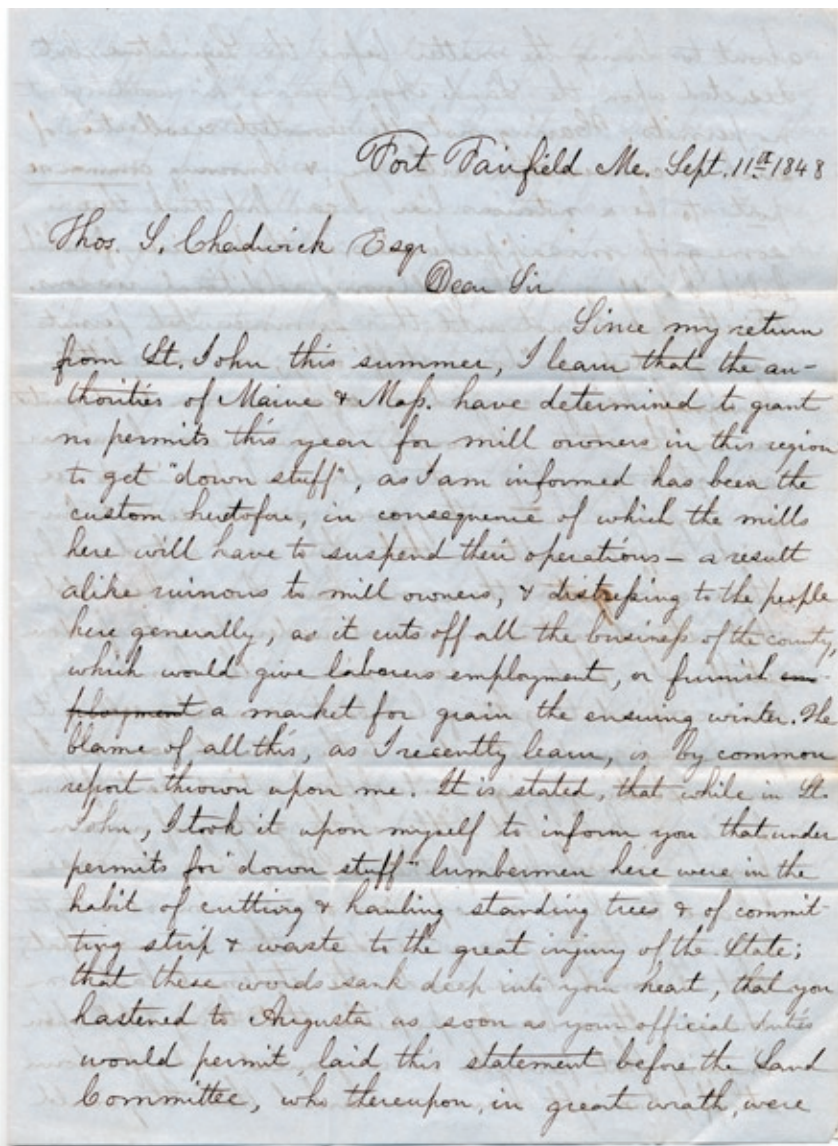 Fort Fairfield Me. Sept. 11th 1848
Thos. S. Chadwick Esqr
Dear Sir
Since my return
from St. John this summer, I learn that the au-
thorities of Maine & Mass. have determined to grant
no permits this year for mill owners in this region
to get "down stuff", as I am informed has been the
custom heretofore, in consequence of which the mills
here will have to suspend their operations — a result
alike ruinous to mill owners, & distressing to the people
here generally, as it cuts off all the business of the county,
which would give laborers employment, or furnish em-
ployment a market for grain the ensuing winter. The
blame of all this, as I recently learn, is by common
report thrown upon me. It is stated, that while in St.
John, I took it upon myself to inform you that under
permits for "down stuff" lumbermen here were in the
habit of cutting & hauling standing trees & of commit-
ting strip & waste to the great injury of the State;
that these words sank deep into your heart, that you
hastened to Augusta as soon as your official duties
would permit, laid this statement before the Land
Committee, who thereupon, in great wrath, were